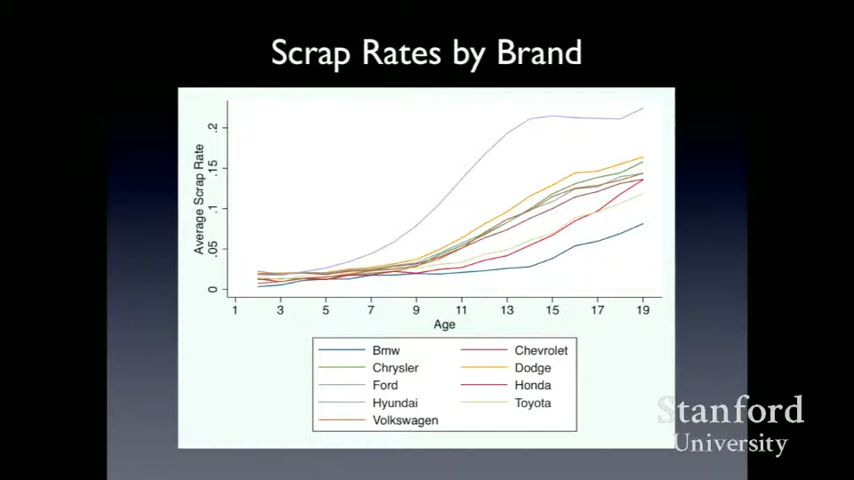 Scrap Rates by Brand
Average Scrap Rate
.2
.15
.1
.05
0
1 3 5 7 9 11 13 15 17 19
Age
Bmw Chevrolet
Chrysler Dodge
Ford Honda
Hyundai Toyota
Volkswagen
Stanford
University